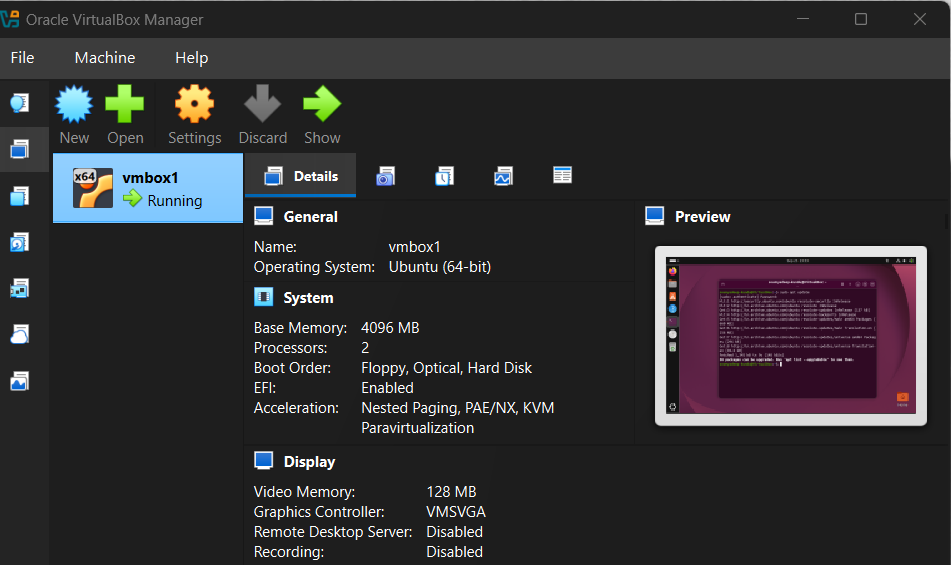 Oracle VirtualBox Manager
File Machine Help
New Open Settings Discard Show
x64
vmbox1
Running
Details
General
Name: vmbox1
Operating System: Ubuntu (64-bit)
System
Base Memory: 4096 MB
Processors: 2
Boot Order: Floppy, Optical, Hard Disk
EFI: Enabled
Acceleration: Nested Paging, PAE/NX, KVM
Paravirtualization
Display
Video Memory: 128 MB
Graphics Controller: VMSVGA
Remote Desktop Server: Disabled
Recording: Disabled
Preview